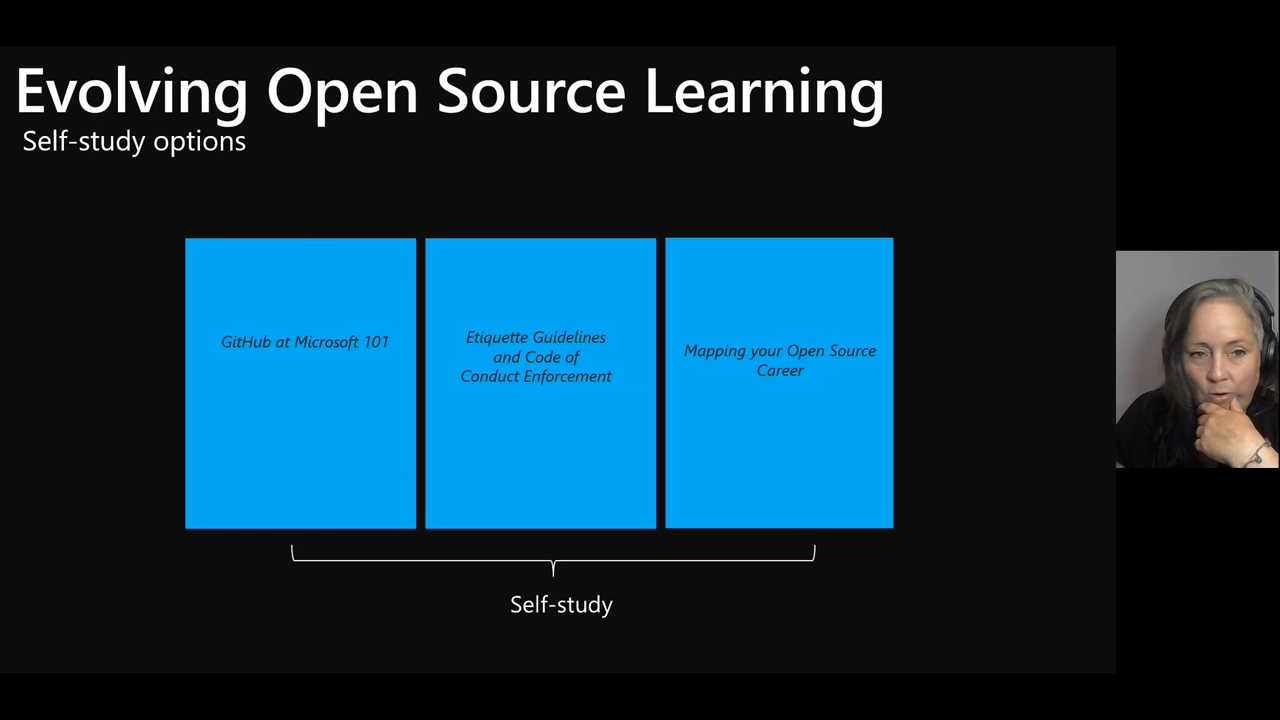 Evolving Open Source Learning
Self-study options
GitHub at Microsoft 101
Etiquette Guidelines
and Code of
Conduct Enforcement
Mapping your Open Source
Career
Self-study